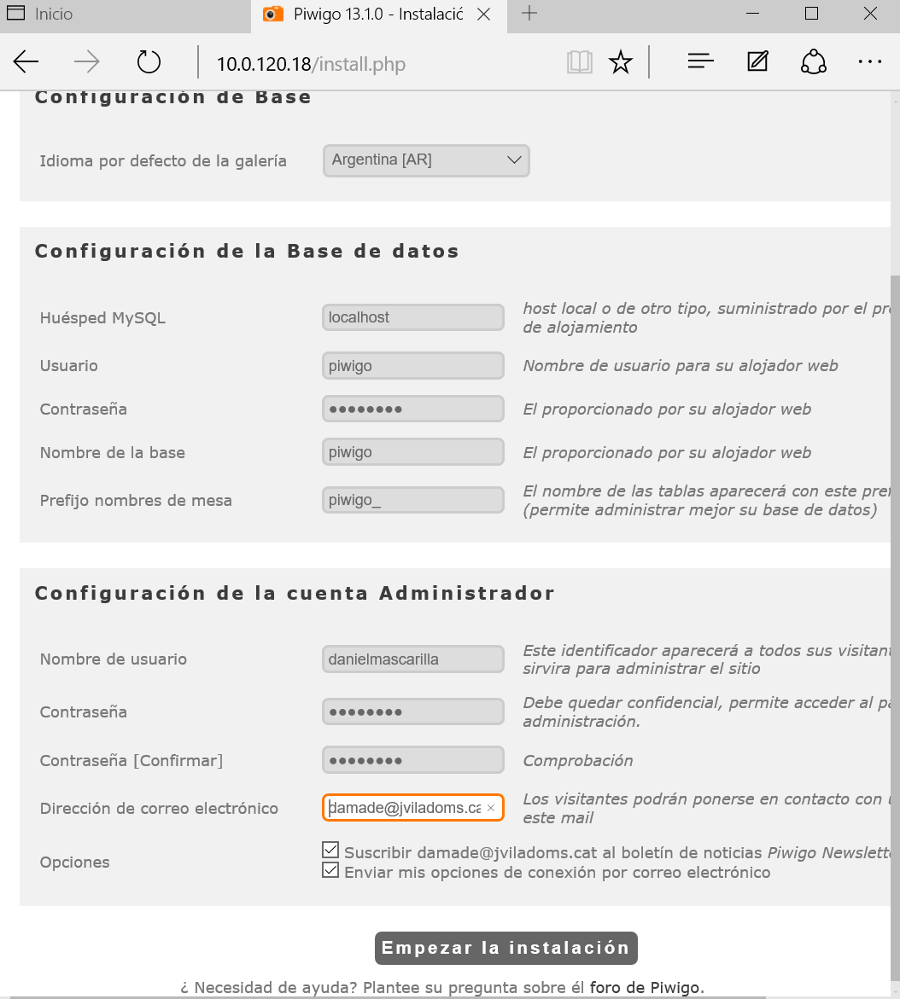 Inicio
Piwigo 13.1.0 - Instalació
10.0.120.18/install.php
Configuración de Base
Idioma por defecto de la galería
Argentina [AR]
Configuración de la Base de datos
Huésped MySQL
localhost
host local o de otro tipo, suministrado por el
de alojamiento
Usuario
piwigo
Nombre de usuario para su alojador web
Contraseña
●●●●●●●●
El proporcionado por su alojador web
Nombre de la base
piwigo
El proporcionado por su alojador web
Prefijo nombres de mesa
piwigo_
El nombre de las tablas aparecerá con este
(permite administrar mejor su base de datos)
Configuración de la cuenta Administrador
Nombre de usuario
danielmascarilla
Este identificador aparecerá a todos sus
sirvira para administrar el sitio
Contraseña
●●●●●●●●
Debe quedar confidencial, permite acceder al
administración.
Contraseña [Confirmar]
●●●●●●●●
Comprobación
Dirección de correo electrónico
damade@jviladoms.ca
Los visitantes podrán ponerse en contacto con
este mail
Opciones
Suscribir damade@jviladoms.cat al boletín de noticias Piwigo
Enviar mis opciones de conexión por correo electrónico
Empezar la instalación
¿ Necesidad de ayuda? Plantee su pregunta sobre él foro de Piwigo.